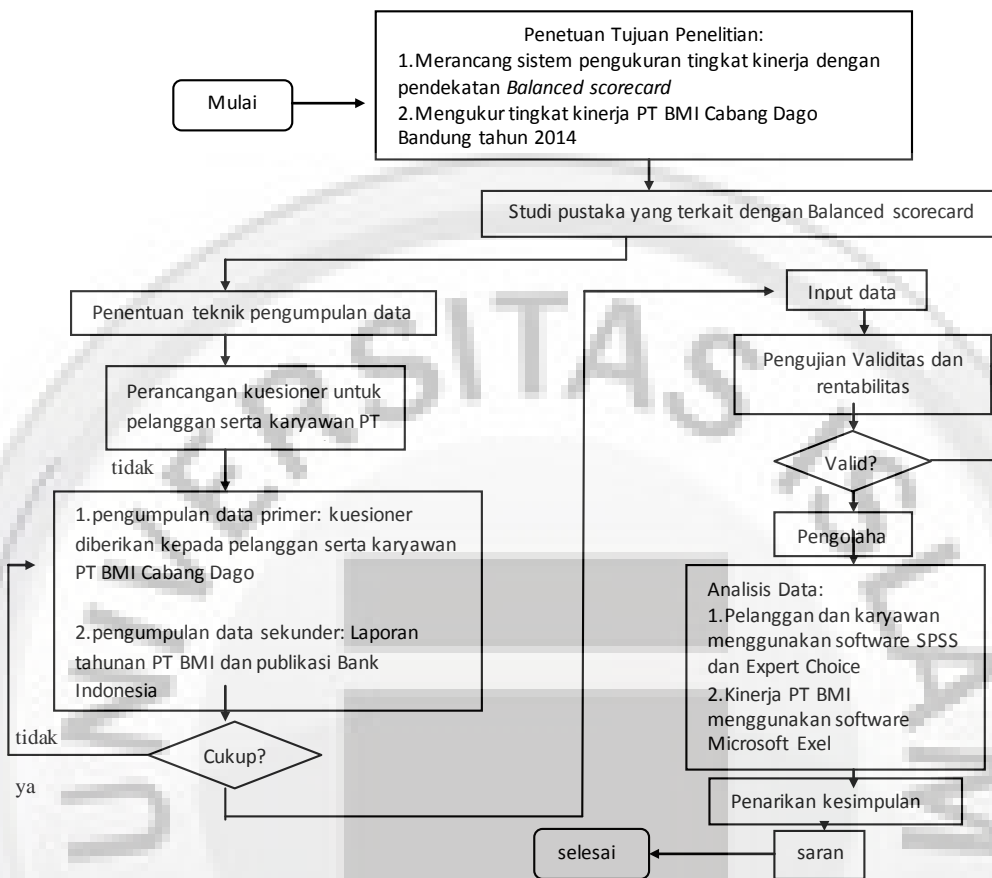 Penetuan Tujuan Penelitian:
1.Merancang sistem pengukuran tingkat kinerja dengan
pendekatan Balanced scorecard
2.Mengukur tingkat kinerja PT BMI Cabang Dago
Bandung tahun 2014
Mulai
Studi pustaka yang terkait dengan Balanced scorecard
Penentuan teknik pengumpulan data
Perancangan kuesioner untuk
pelanggan serta karyawan PT
tidak
1.pengumpulan data primer: kuesioner
diberikan kepada pelanggan serta karyawan
PT BMI Cabang Dago
2.pengumpulan data sekunder: Laporan
tahunan PT BMI dan publikasi Bank
Indonesia
tidak
Cukup?
ya
Input data
Pengujian Validitas dan
rentabilitas
Valid?
Pengolaha
Analisis Data:
1.Pelanggan dan karyawan
menggunakan software SPSS
dan Expert Choice
2.Kinerja PT BMI
menggunakan software
Microsoft Exel
Penarikan kesimpulan
saran
selesai
UNIVERSITAS ISLAM